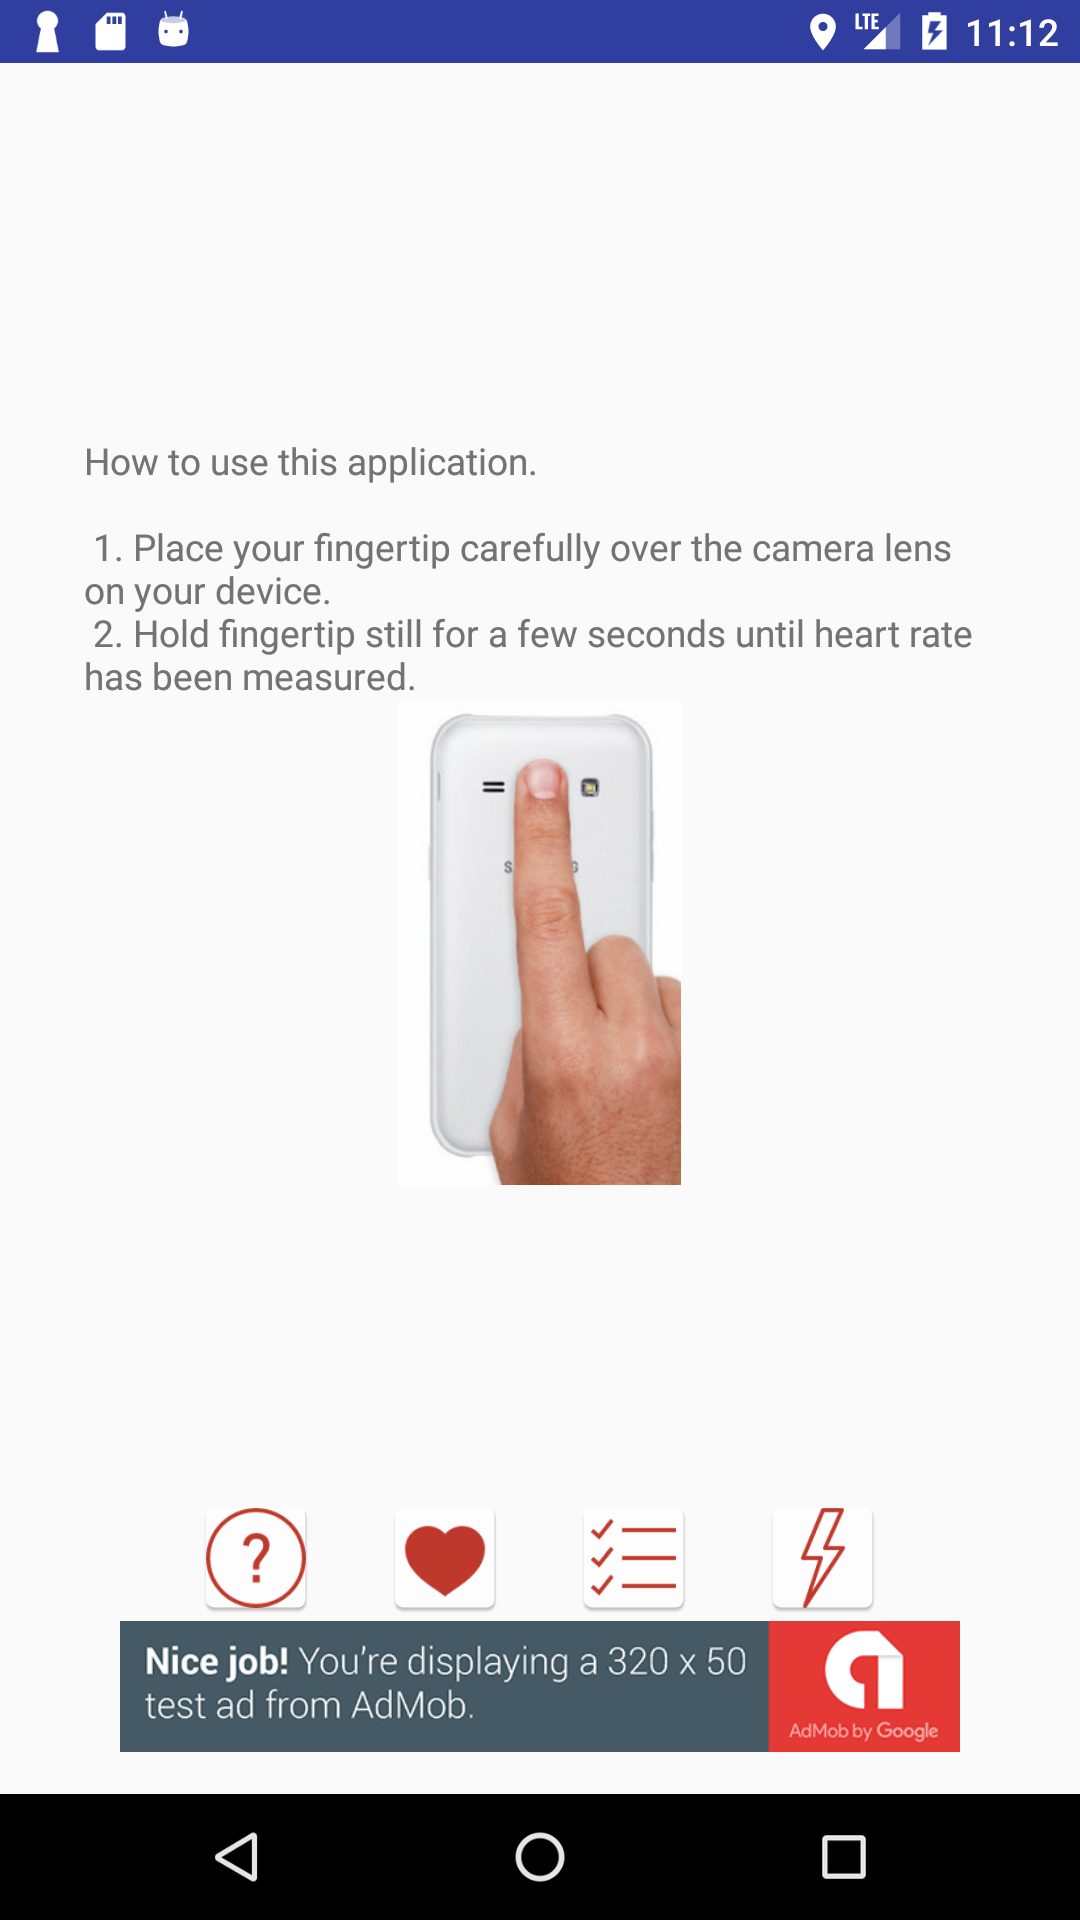 LTE 11:12
How to use this application.
1. Place your fingertip carefully over the camera lens
on your device.
2. Hold fingertip still for a few seconds until heart rate
has been measured.
S G
?
Nice job! You're displaying a 320 x 50
test ad from AdMob.
AdMob by Google